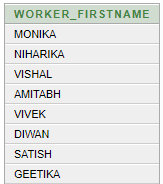 WORKER_FIRSTNAME
MONIKA
NIHARIKA
VISHAL
AMITABH
VIVEK
DIWAN
SATISH
GEETIKA